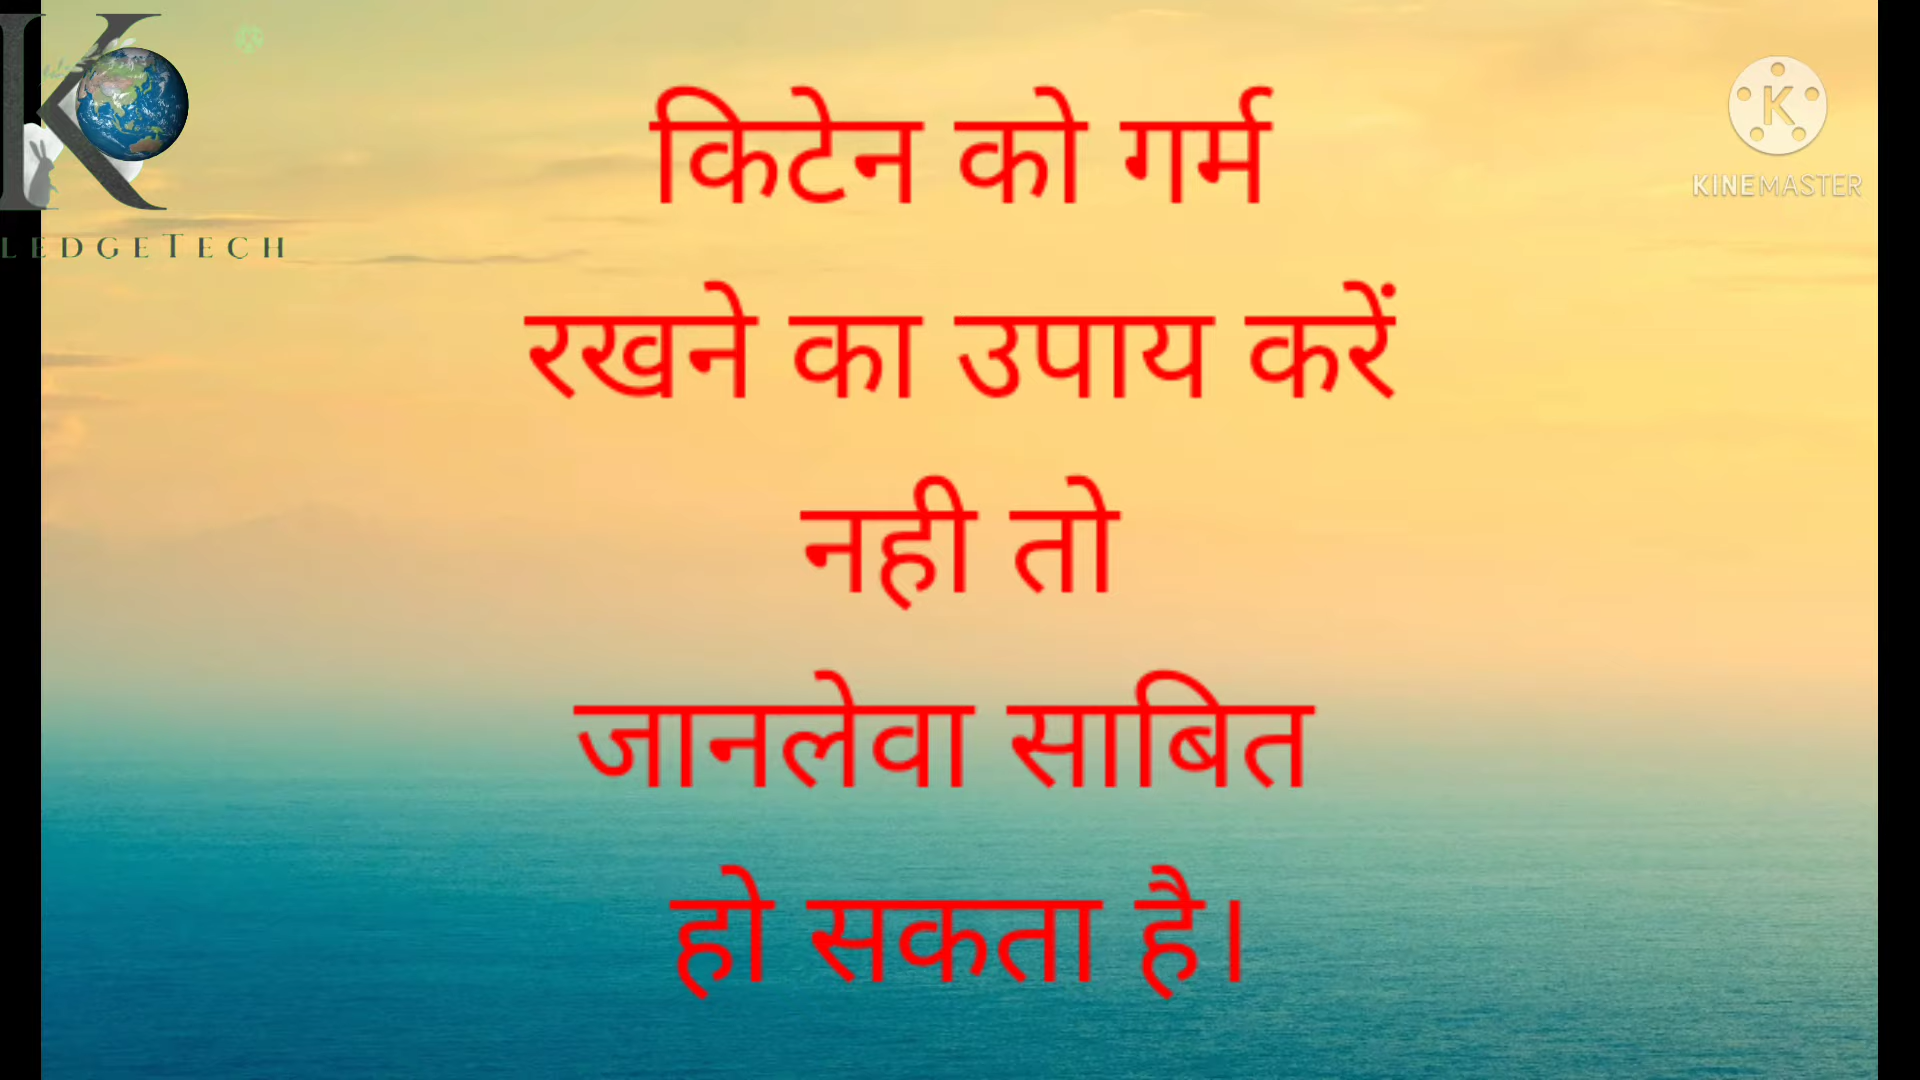 किटेन को गर्म
रखने का उपाय करें
नही तो
जानलेवा साबित
हो सकता है।
K
LEDGETECH
K
KINEMASTER